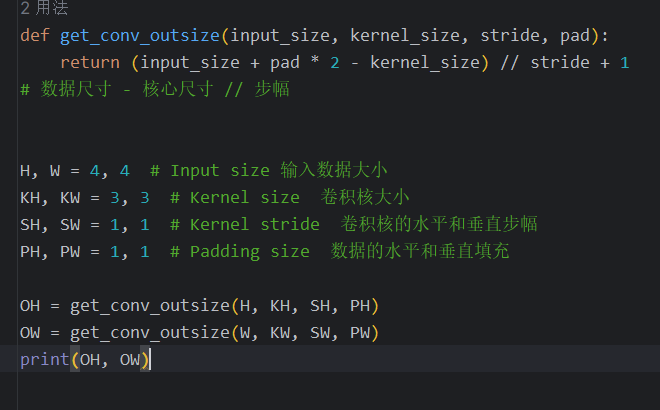 2 用法
def get_conv_outsize(input_size, kernel_size, stride, pad):
    return (input_size + pad * 2 - kernel_size) // stride + 1
# 数据尺寸 - 核心尺寸 // 步幅
H, W = 4, 4  # Input size 输入数据大小
KH, KW = 3, 3  # Kernel size  卷积核大小
SH, SW = 1, 1  # Kernel stride  卷积核的水平和垂直步幅
PH, PW = 1, 1  # Padding size  数据的水平和垂直填充
OH = get_conv_outsize(H, KH, SH, PH)
OW = get_conv_outsize(W, KW, SW, PW)
print(OH, OW)